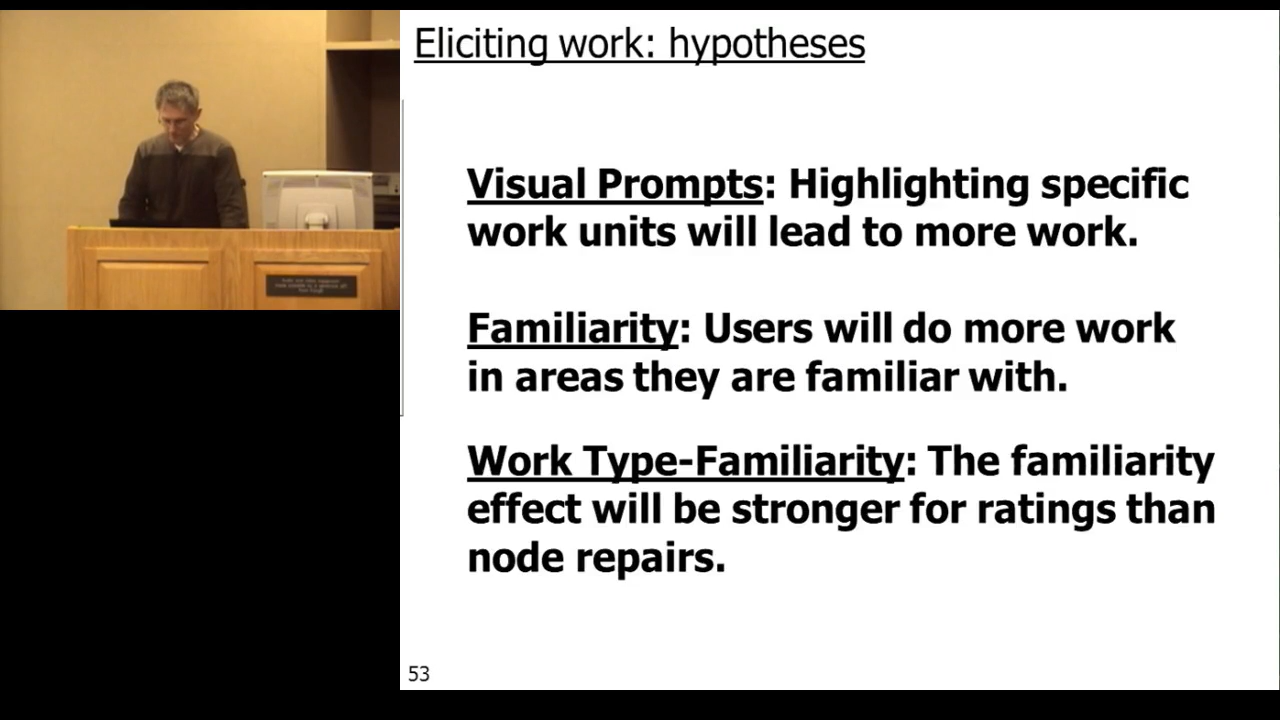 Eliciting work: hypotheses
Visual Prompts: Highlighting specific
work units will lead to more work.
Familiarity: Users will do more work
in areas they are familiar with.
Work Type-Familiarity: The familiarity
effect will be stronger for ratings than
node repairs.
53